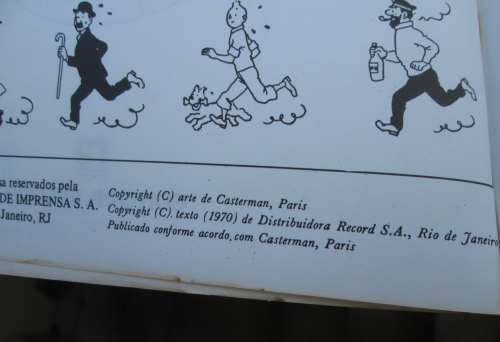 sa reservados pela
DE IMPRENSA S. A.
Janeiro, RJ
Copyright (C) arte de Casterman, Paris
Copyright (C). texto (1970) de Distribuidora Record S.A., Rio de Janeiro
Publicado conforme acordo com Casterman, Paris